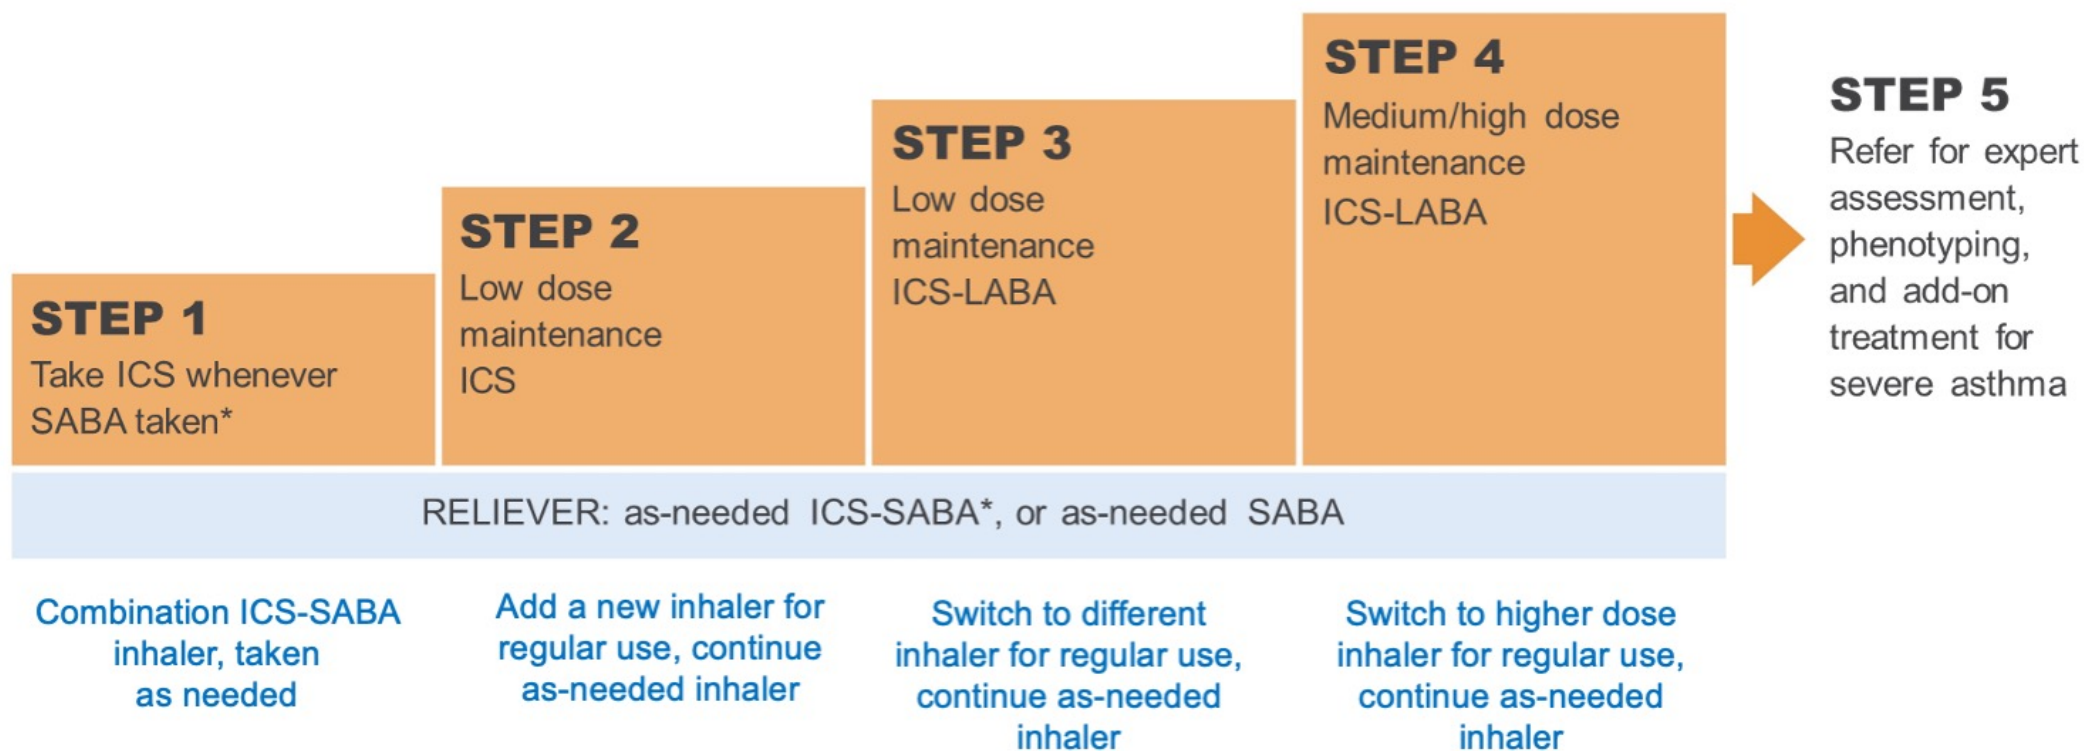 STEP 1
Take ICS whenever
SABA taken*
STEP 2
Low dose
maintenance
ICS
STEP 3
Low dose
maintenance
ICS-LABA
STEP 4
Medium/high dose
maintenance
ICS-LABA
STEP 5
Refer for expert
assessment,
phenotyping,
and add-on
treatment for
severe asthma
RELIEVER: as-needed ICS-SABA*, or as-needed SABA
Combination ICS-SABA
inhaler, taken
as needed
Add a new inhaler for
regular use, continue
as-needed inhaler
Switch to different
inhaler for regular use,
continue as-needed
inhaler
Switch to higher dose
inhaler for regular use,
continue as-needed
inhaler